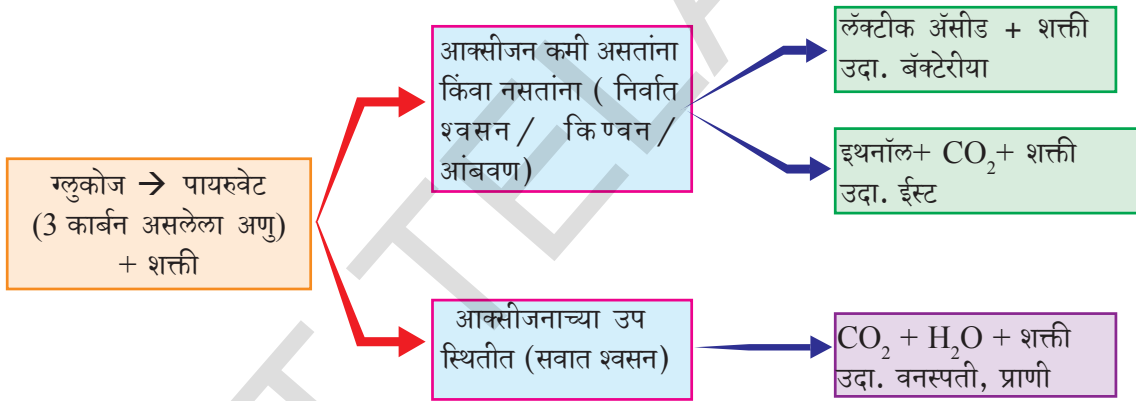 ग्लुकोज → पायरुवेट
(3 कार्बन असलेला अणु)
+ शक्ती
आक्सीजन कमी असतांना
किंवा नसतांना ( निर्वात
श्वसन / किण्वन /
आंबवण)
लॅक्टीक ॲसीड + शक्ती
उदा. बॅक्टेरीया
इथनॉल+ CO₂+ शक्ती
उदा. ईस्ट
आक्सीजनाच्या उप
स्थितीत (सवात श्वसन)
CO₂ + H₂O + शक्ती
उदा. वनस्पती, प्राणी